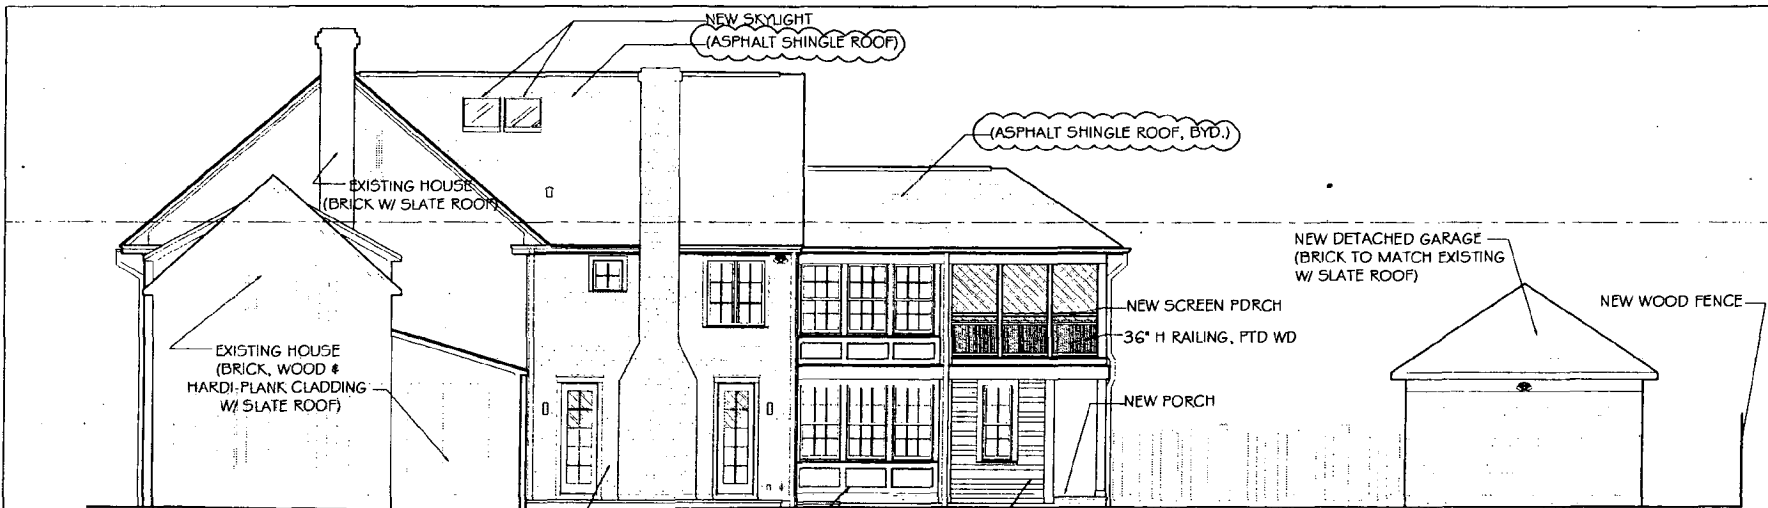 NEW SKYLIGHT
(ASPHALT SHINGLE ROOF)
(ASPHALT SHINGLE ROOF, BYD.)
EXISTING HOUSE
(BRICK W/ SLATE ROOF)
NEW DETACHED GARAGE
(BRICK TO MATCH EXISTING
W/ SLATE ROOF)
NEW WOOD FENCE
NEW SCREEN PORCH
36" H RAILING, PTD WD
EXISTING HOUSE
(BRICK, WOOD &
HARDI-PLANK CLADDING
W/ SLATE ROOF)
NEW PORCH